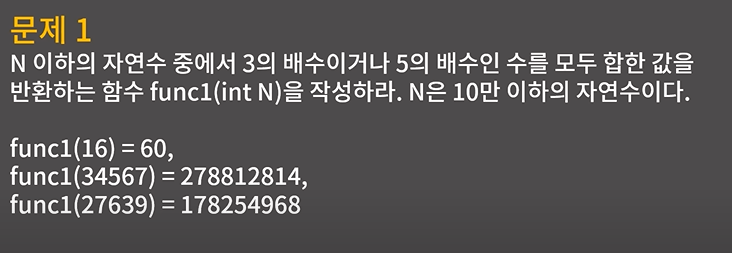 문제 1
N 이하의 자연수 중에서 3의 배수이거나 5의 배수인 수를 모두 합한 값을
반환하는 함수 func1(int N)을 작성하라. N은 10만 이하의 자연수이다.
func1(16) = 60,
func1(34567) = 278812814,
func1(27639) = 178254968